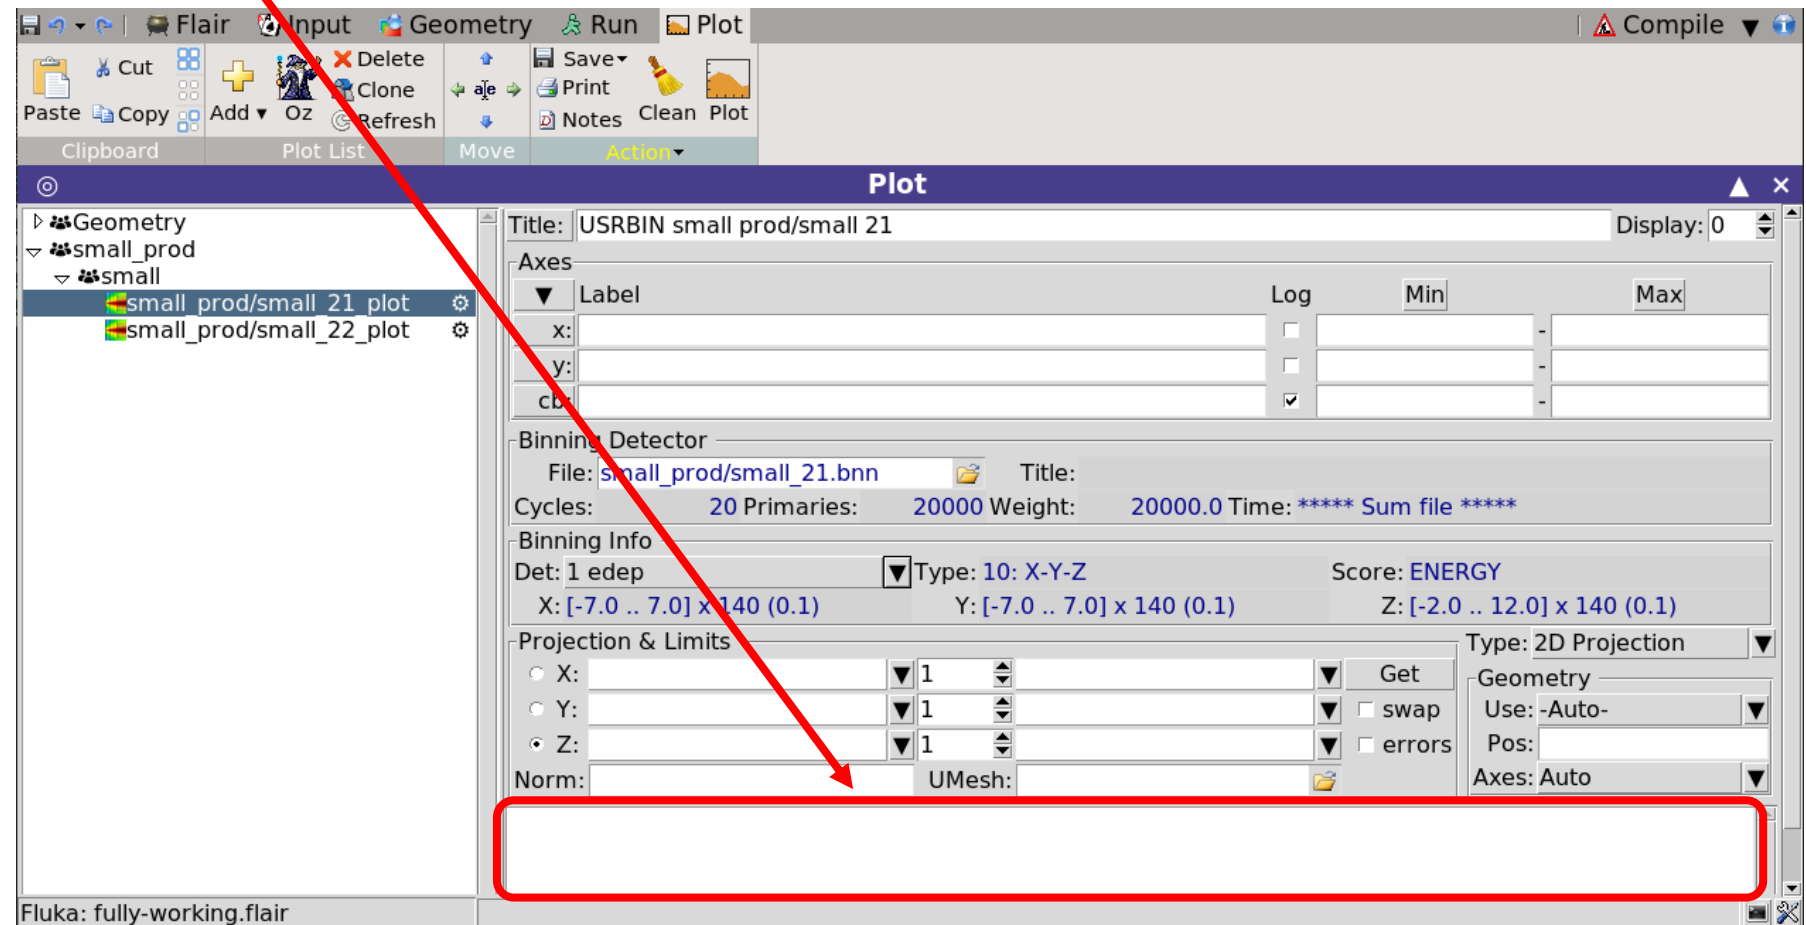 Flair Input Geometry Run Plot Compile
Cut Delete Save
Clone Print
Paste Copy Add Oz Refresh Notes Clean Plot
Clipboard Plot List Move Action
Plot
Geometry
small_prod
small
small_prod/small_21_plot
small_prod/small_22_plot
Title: USRBIN small prod/small 21 Display: 0
Axes
Label Log Min Max
x: -
y: -
cb: -
Binning Detector
File: small_prod/small_21.bnn Title:
Cycles: 20 Primaries: 20000 Weight: 20000.0 Time: ***** Sum file *****
Binning Info
Det: 1 edep Type: 10: X-Y-Z Score: ENERGY
X: [-7.0 .. 7.0] x 140 (0.1) Y: [-7.0 .. 7.0] x 140 (0.1) Z: [-2.0 .. 12.0] x 140 (0.1)
Projection & Limits Type: 2D Projection
X: 1 Get Geometry
Y: 1 swap Use: -Auto-
Z: 1 errors Pos:
Norm: UMesh: Axes: Auto
Fluka: fully-working.flair